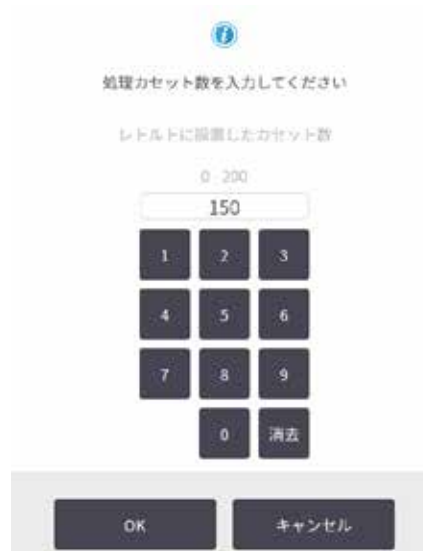 処理カセット数を入力してください
レトルトに設置したカセット数
0 200
150
1 2 3
4 5 6
7 8 9
0 消去
OK キャンセル